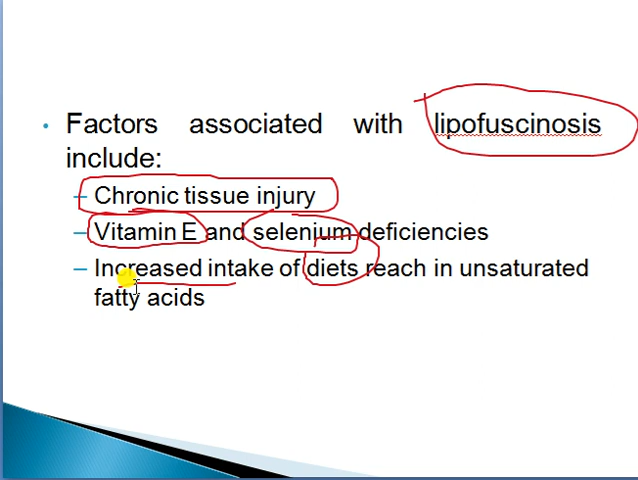 • Factors associated with lipofuscinosis
include:
– Chronic tissue injury
– Vitamin E and selenium deficiencies
– Increased intake of diets reach in unsaturated
fatty acids